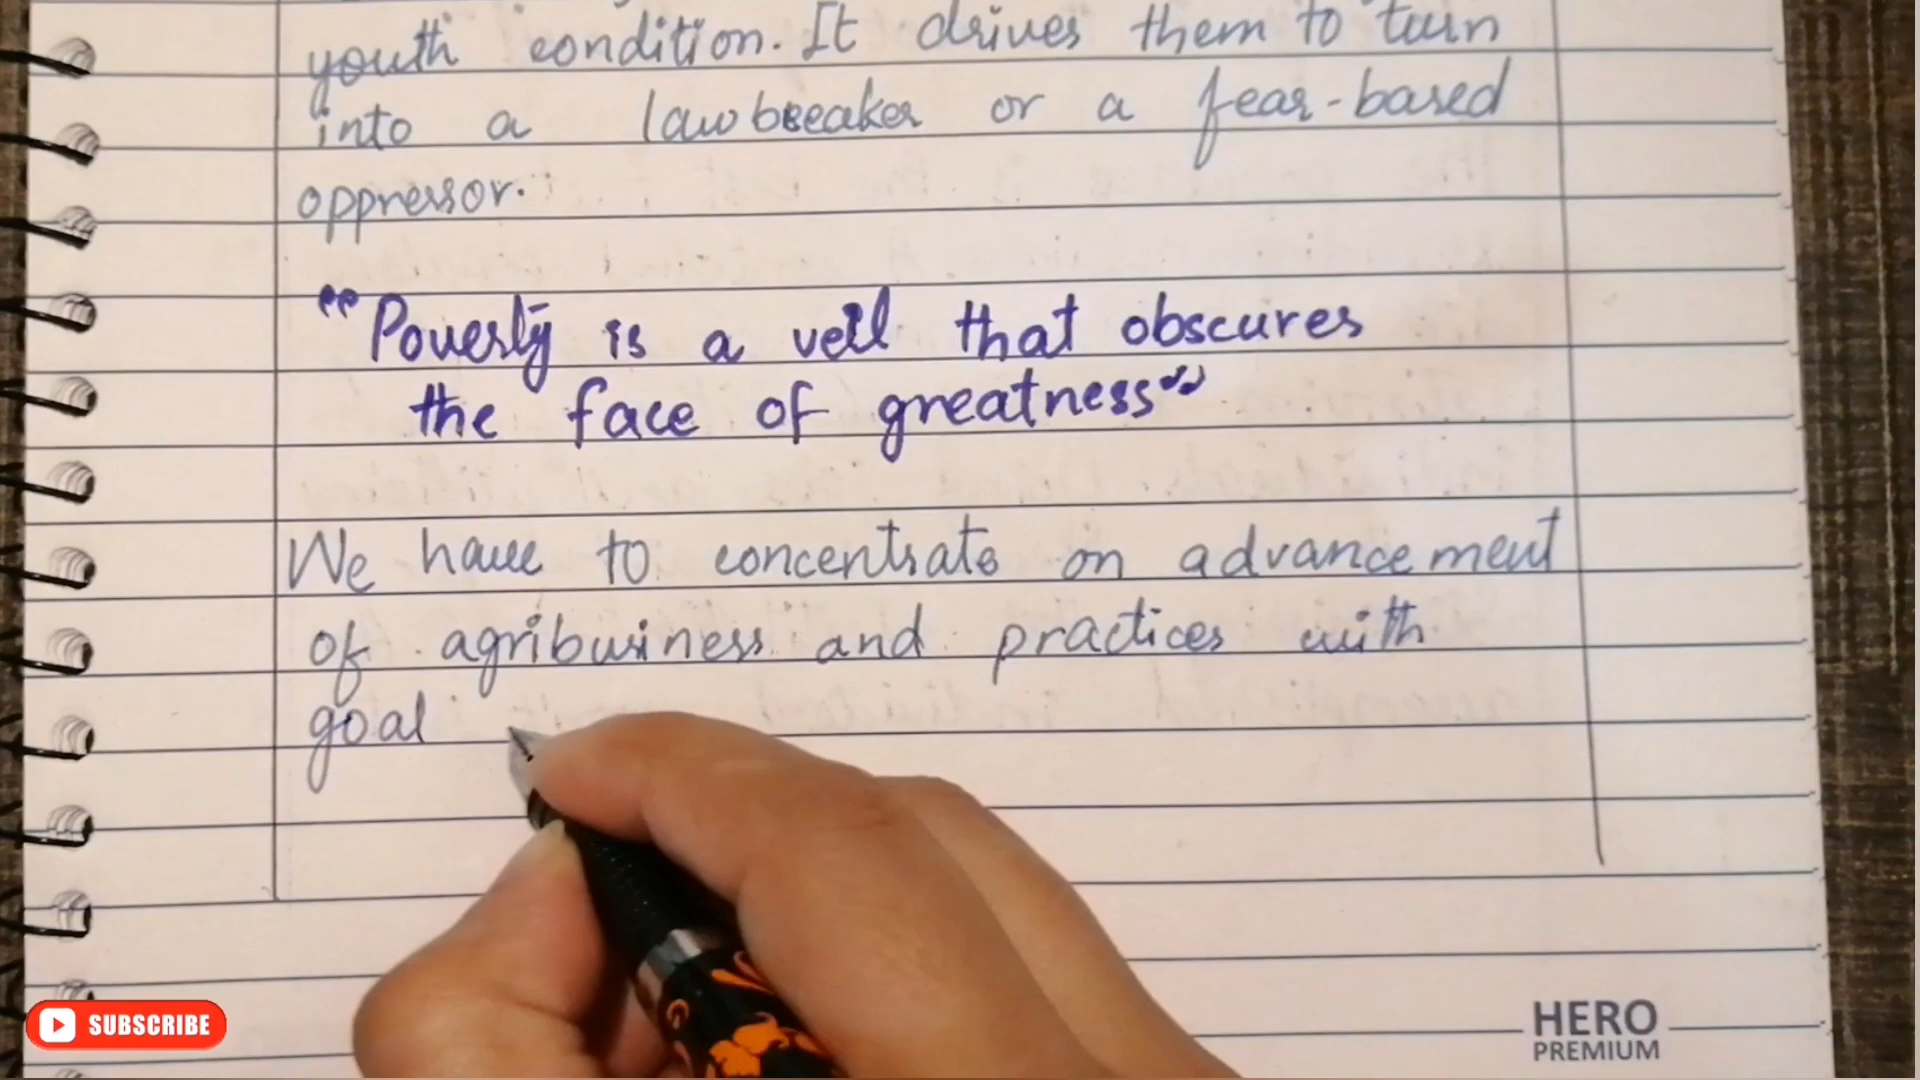 youth condition. It drives them to turn
into a lawbreaker or a fear-based
oppressor.
"Poverty is a veil that obscures
the face of greatness"
We have to concentrate on advancement
of agribusiness and practices with
goal
SUBSCRIBE
HERO
PREMIUM